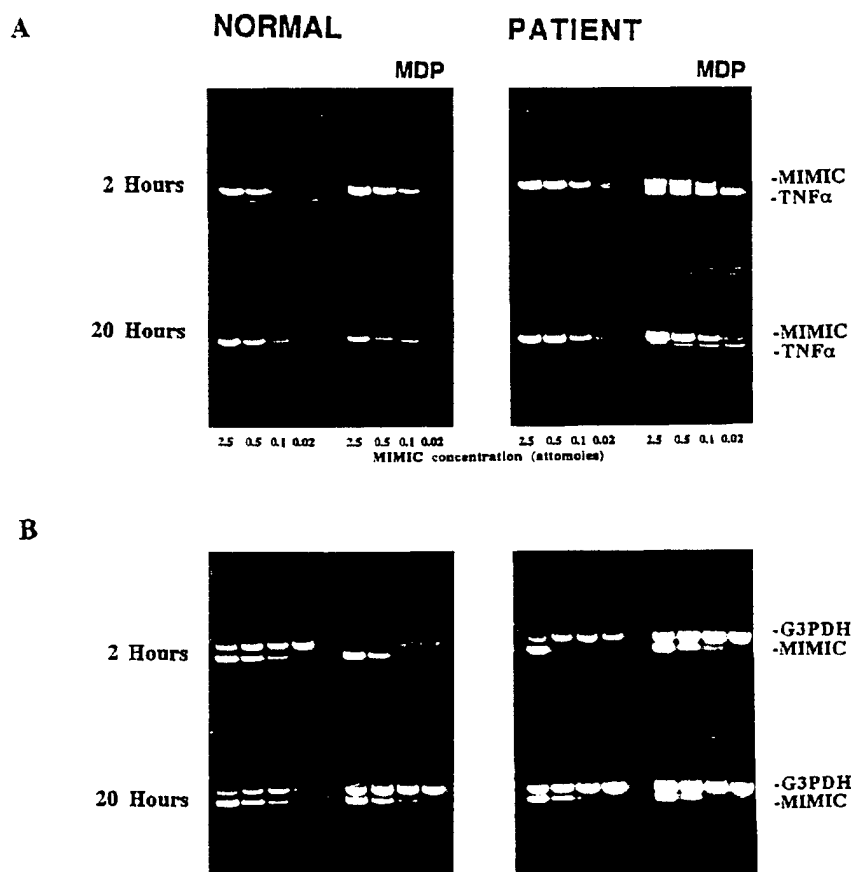 A
NORMAL PATIENT
MDP MDP
2 Hours
-MIMIC
-TNFα
20 Hours
-MIMIC
-TNFα
2.5 0.5 0.1 0.02 2.5 0.5 0.1 0.02 2.5 0.5 0.1 0.02 2.5 0.5 0.1 0.02
MIMIC concentration (attomoles)
B
2 Hours
-G3PDH
-MIMIC
20 Hours
-G3PDH
-MIMIC